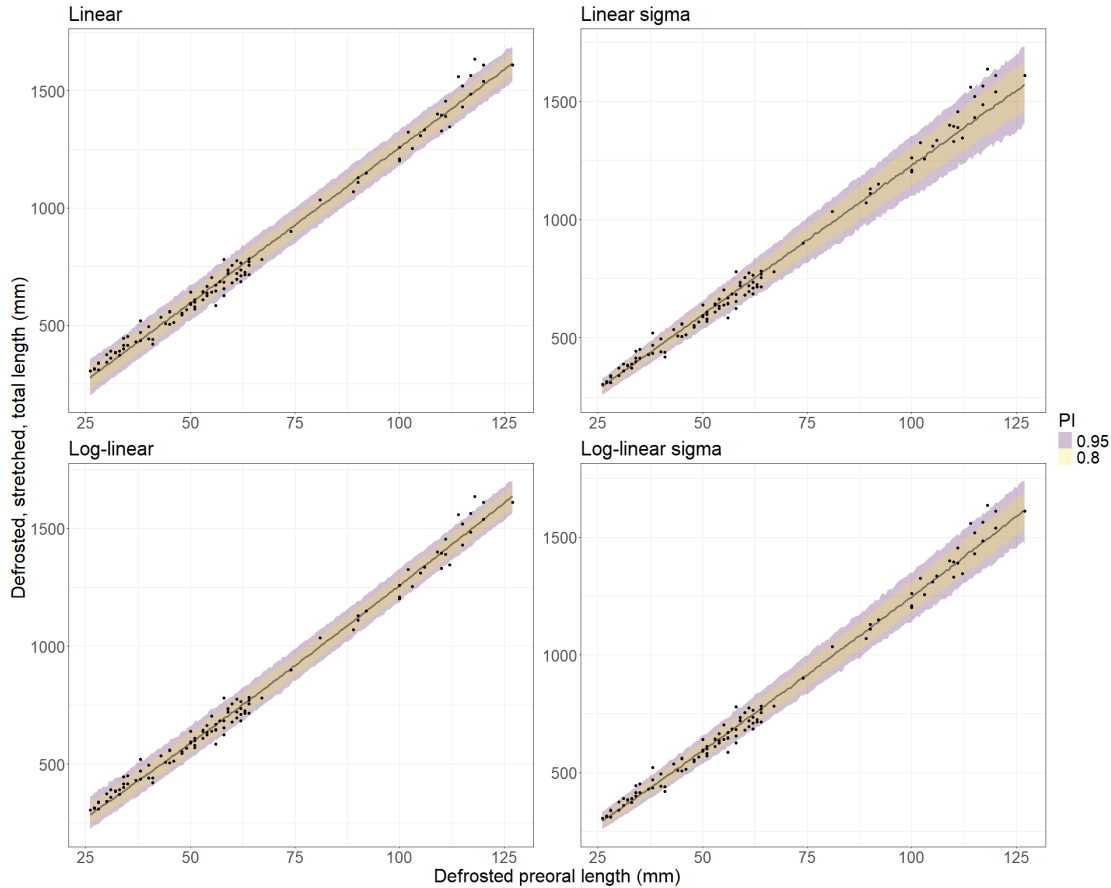 Linear
Linear sigma
1500
1000
500
25 50 75 100 125
1500
1000
500
25 50 75 100 125
Log-linear
Log-linear sigma
1500
1000
500
25 50 75 100 125
1500
1000
500
25 50 75 100 125
Defrosted, stretched, total length (mm)
Defrosted preoral length (mm)
PI
0.95
0.8